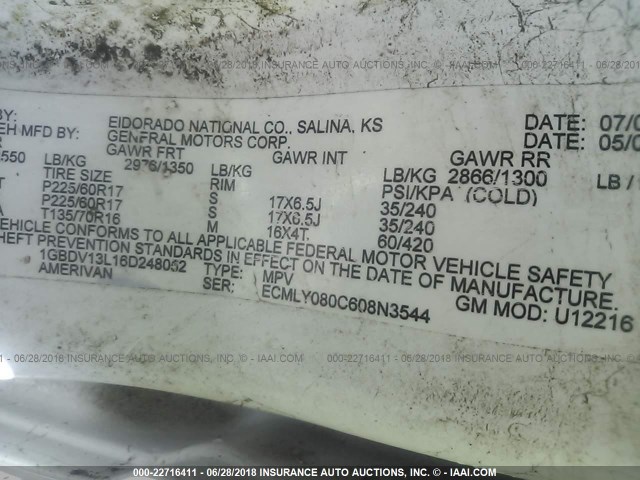 BY: EIDORADO NATIONAL CO., SALINA, KS DATE: 07/0
EH MFD BY: GENERAL MOTORS CORP. DATE: 05/0
GAWR FRT GAWR INT GAWR RR
550 LB/KG 2976/1350 LB/KG LB/KG 2866/1300 LB /
TIRE SIZE RIM PSI/KPA (COLD)
P225/60R17 S 17X6.5J 35/240
P225/60R17 S 17X6.5J 35/240
T135/70R16 M 16X4T. 60/420
VEHICLE CONFORMS TO ALL APPLICABLE FEDERAL MOTOR VEHICLE SAFETY
HEFT PREVENTION STANDARDS IN EFFECT ON THE DATE OF MANUFACTURE.
1GBDV13L16D248052 TYPE: MPV
AMERIVAN SER: ECMLY080C608N3544 GM MOD: U12216
000-22716411 - 06/28/2018 INSURANCE AUTO AUCTIONS, INC. - © IAAI.COM